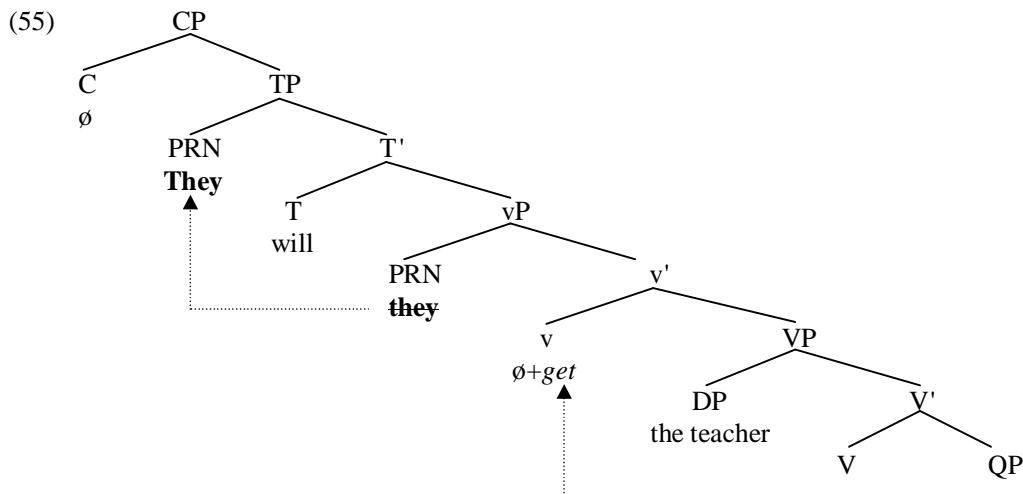 (55) CP
C TP
ø
PRN T'
They
T vP
will
PRN v'
they
v VP
ø+get
DP V'
the teacher
V QP